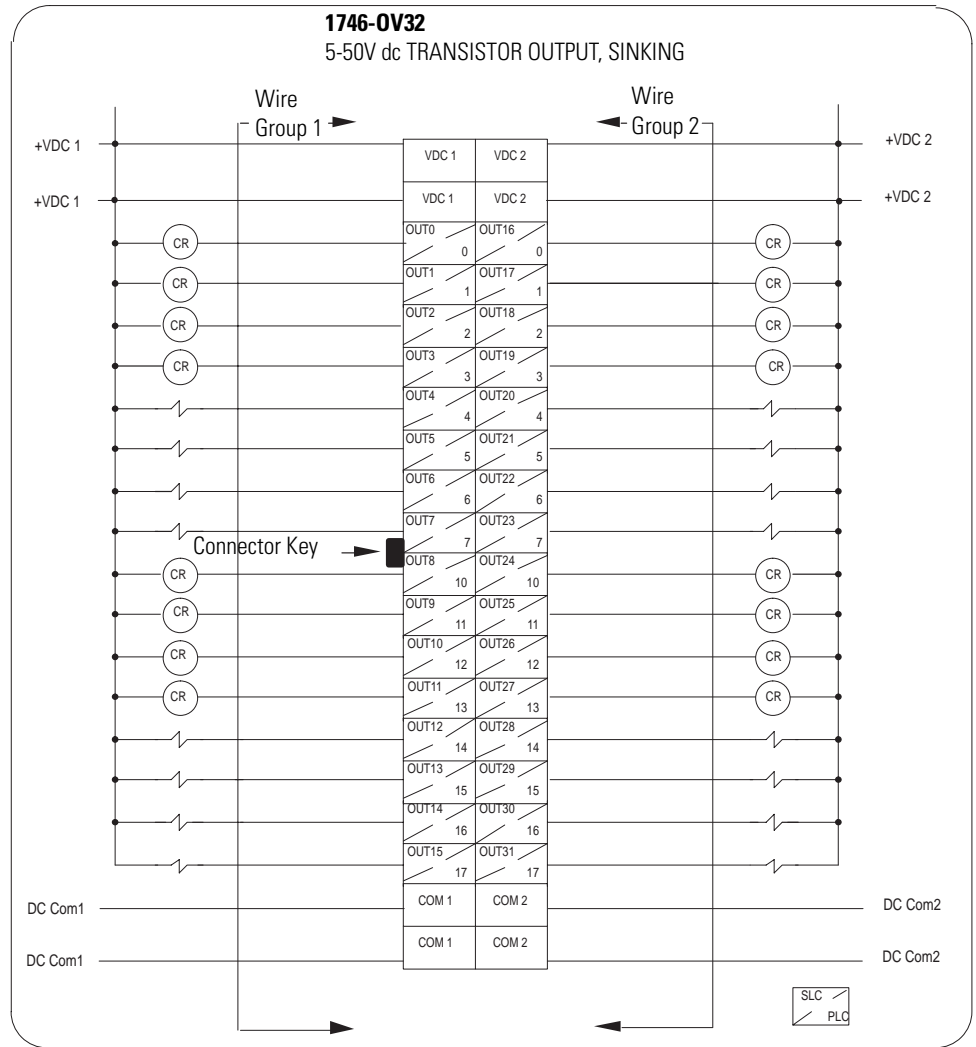 1746-OV32
5-50V dc TRANSISTOR OUTPUT, SINKING
Wire
Group 1
Wire
Group 2
+VDC 1 VDC 1 VDC 2 +VDC 2
+VDC 1 VDC 1 VDC 2 +VDC 2
CR OUT0 0 OUT16 0 CR
CR OUT1 1 OUT17 1 CR
CR OUT2 2 OUT18 2 CR
CR OUT3 3 OUT19 3 CR
OUT4 4 OUT20 4
OUT5 5 OUT21 5
OUT6 6 OUT22 6
OUT7 7 OUT23 7
Connector Key
CR OUT8 10 OUT24 10 CR
CR OUT9 11 OUT25 11 CR
CR OUT10 12 OUT26 12 CR
CR OUT11 13 OUT27 13 CR
OUT12 14 OUT28 14
OUT13 15 OUT29 15
OUT14 16 OUT30 16
OUT15 17 OUT31 17
DC Com1 COM 1 COM 2 DC Com2
DC Com1 COM 1 COM 2 DC Com2
SLC
PLC